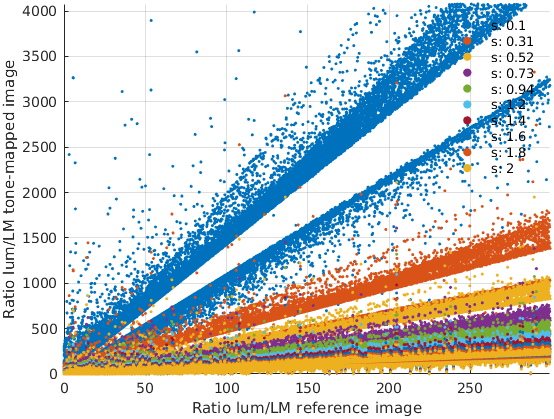 4000
3500
3000
2500
2000
1500
1000
500
0
Ratio lum/LM tone-mapped image
0
50
100
150
200
250
Ratio lum/LM reference image
s: 0.1
s: 0.31
s: 0.52
s: 0.73
s: 0.94
s: 1.2
s: 1.4
s: 1.6
s: 1.8
s: 2